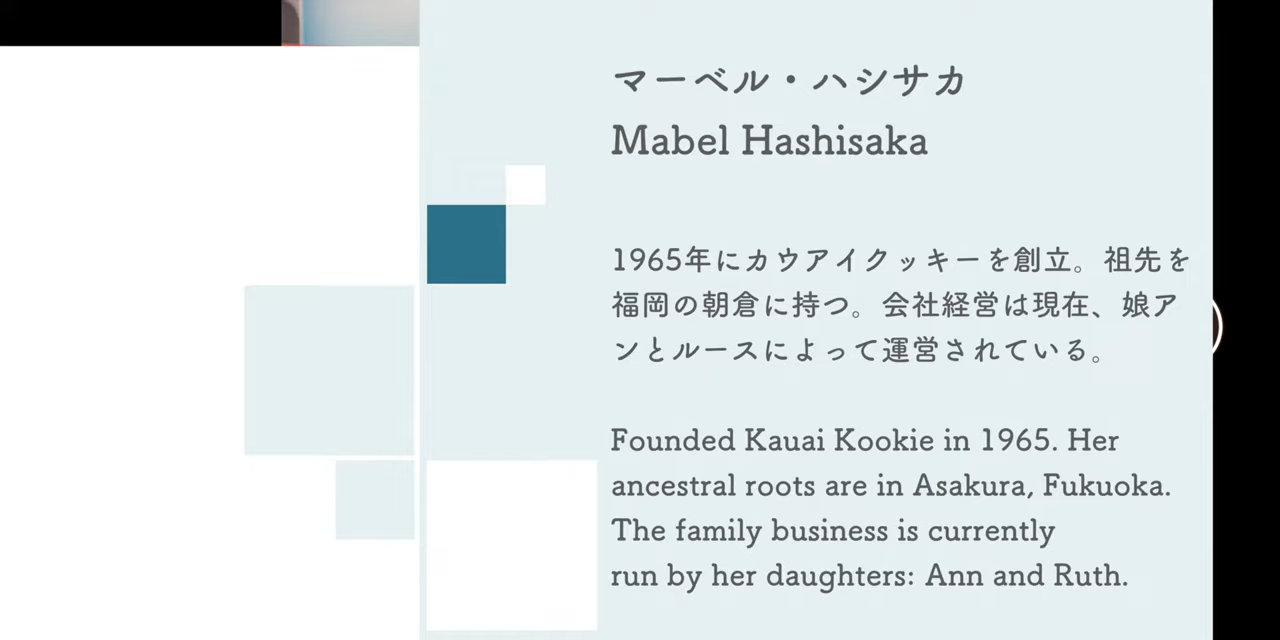 マーベル・ハシサカ
Mabel Hashisaka
1965年にカウアイクッキーを創立。祖先を
福岡の朝倉に持つ。会社経営は現在、娘ア
ンとルースによって運営されている。
Founded Kauai Kookie in 1965. Her
ancestral roots are in Asakura, Fukuoka.
The family business is currently
run by her daughters: Ann and Ruth.